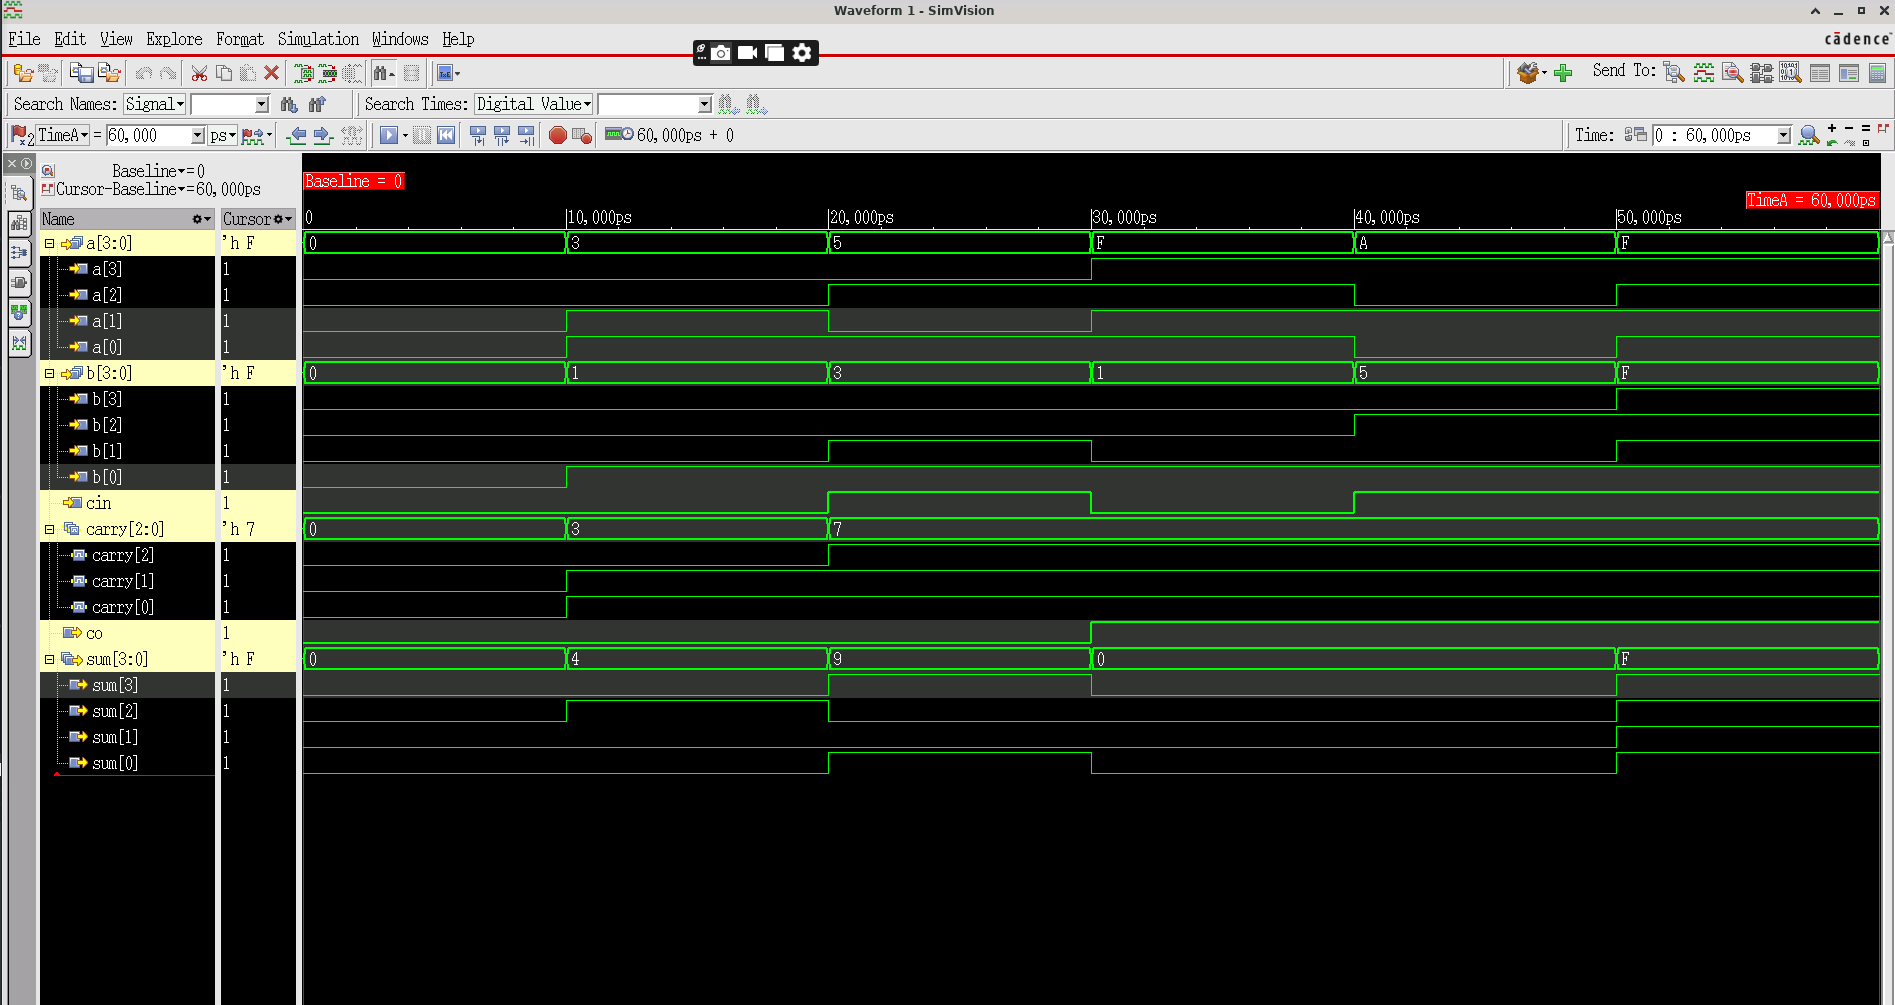 Waveform 1 - SimVision
File Edit View Explore Format Simulation Windows Help
cādence
Send To:
Search Names: Signal Search Times: Digital Value
TimeA = 60,000 ps 60,000ps + 0 Time: 0 : 60,000ps
Baseline=0
Cursor-Baseline=60,000ps
Baseline = 0
TimeA = 60,000ps
Name Cursor 0 10,000ps 20,000ps 30,000ps 40,000ps 50,000ps
a[3:0] 'h F 0 3 5 F A F
a[3] 1
a[2] 1
a[1] 1
a[0] 1
b[3:0] 'h F 0 1 3 1 5 F
b[3] 1
b[2] 1
b[1] 1
b[0] 1
cin 1
carry[2:0] 'h 7 0 3 7
carry[2] 1
carry[1] 1
carry[0] 1
co 1
sum[3:0] 'h F 0 4 9 0 F
sum[3] 1
sum[2] 1
sum[1] 1
sum[0] 1